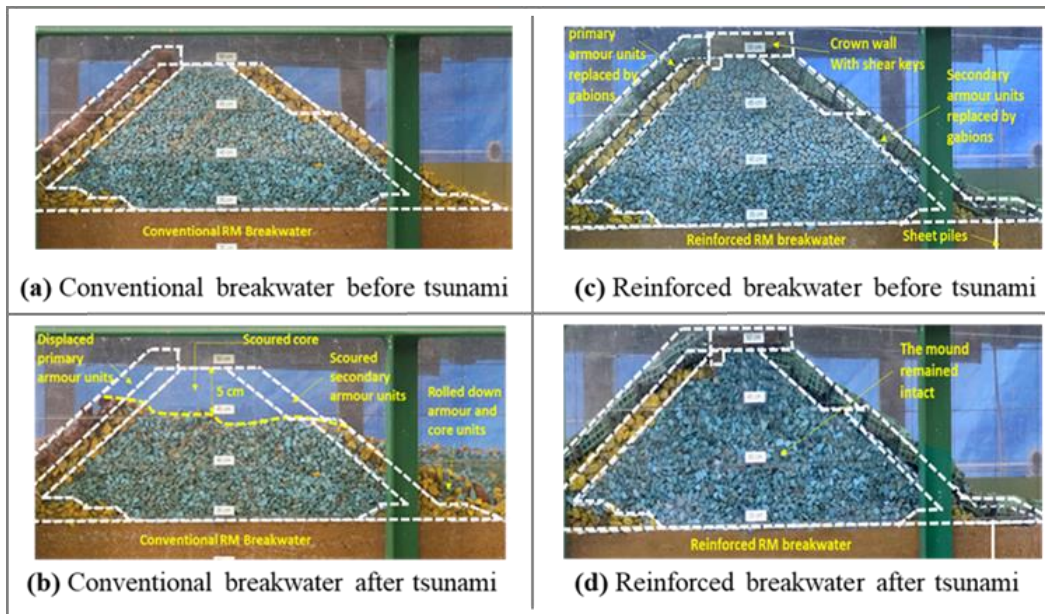 Conventional RM Breakwater
(a) Conventional breakwater before tsunami
primary
armour units
replaced by
gabions
Crown wall
With shear keys
Secondary
armour units
replaced by
gabions
Reinforced RM breakwater
Sheet piles
(c) Reinforced breakwater before tsunami
Displaced
primary
armour units
Scoured core
5 cm
Scoured
secondary
armour units
Rolled down
armour and
core units
Conventional RM Breakwater
(b) Conventional breakwater after tsunami
The mound
remained
intact
Reinforced RM breakwater
(d) Reinforced breakwater after tsunami